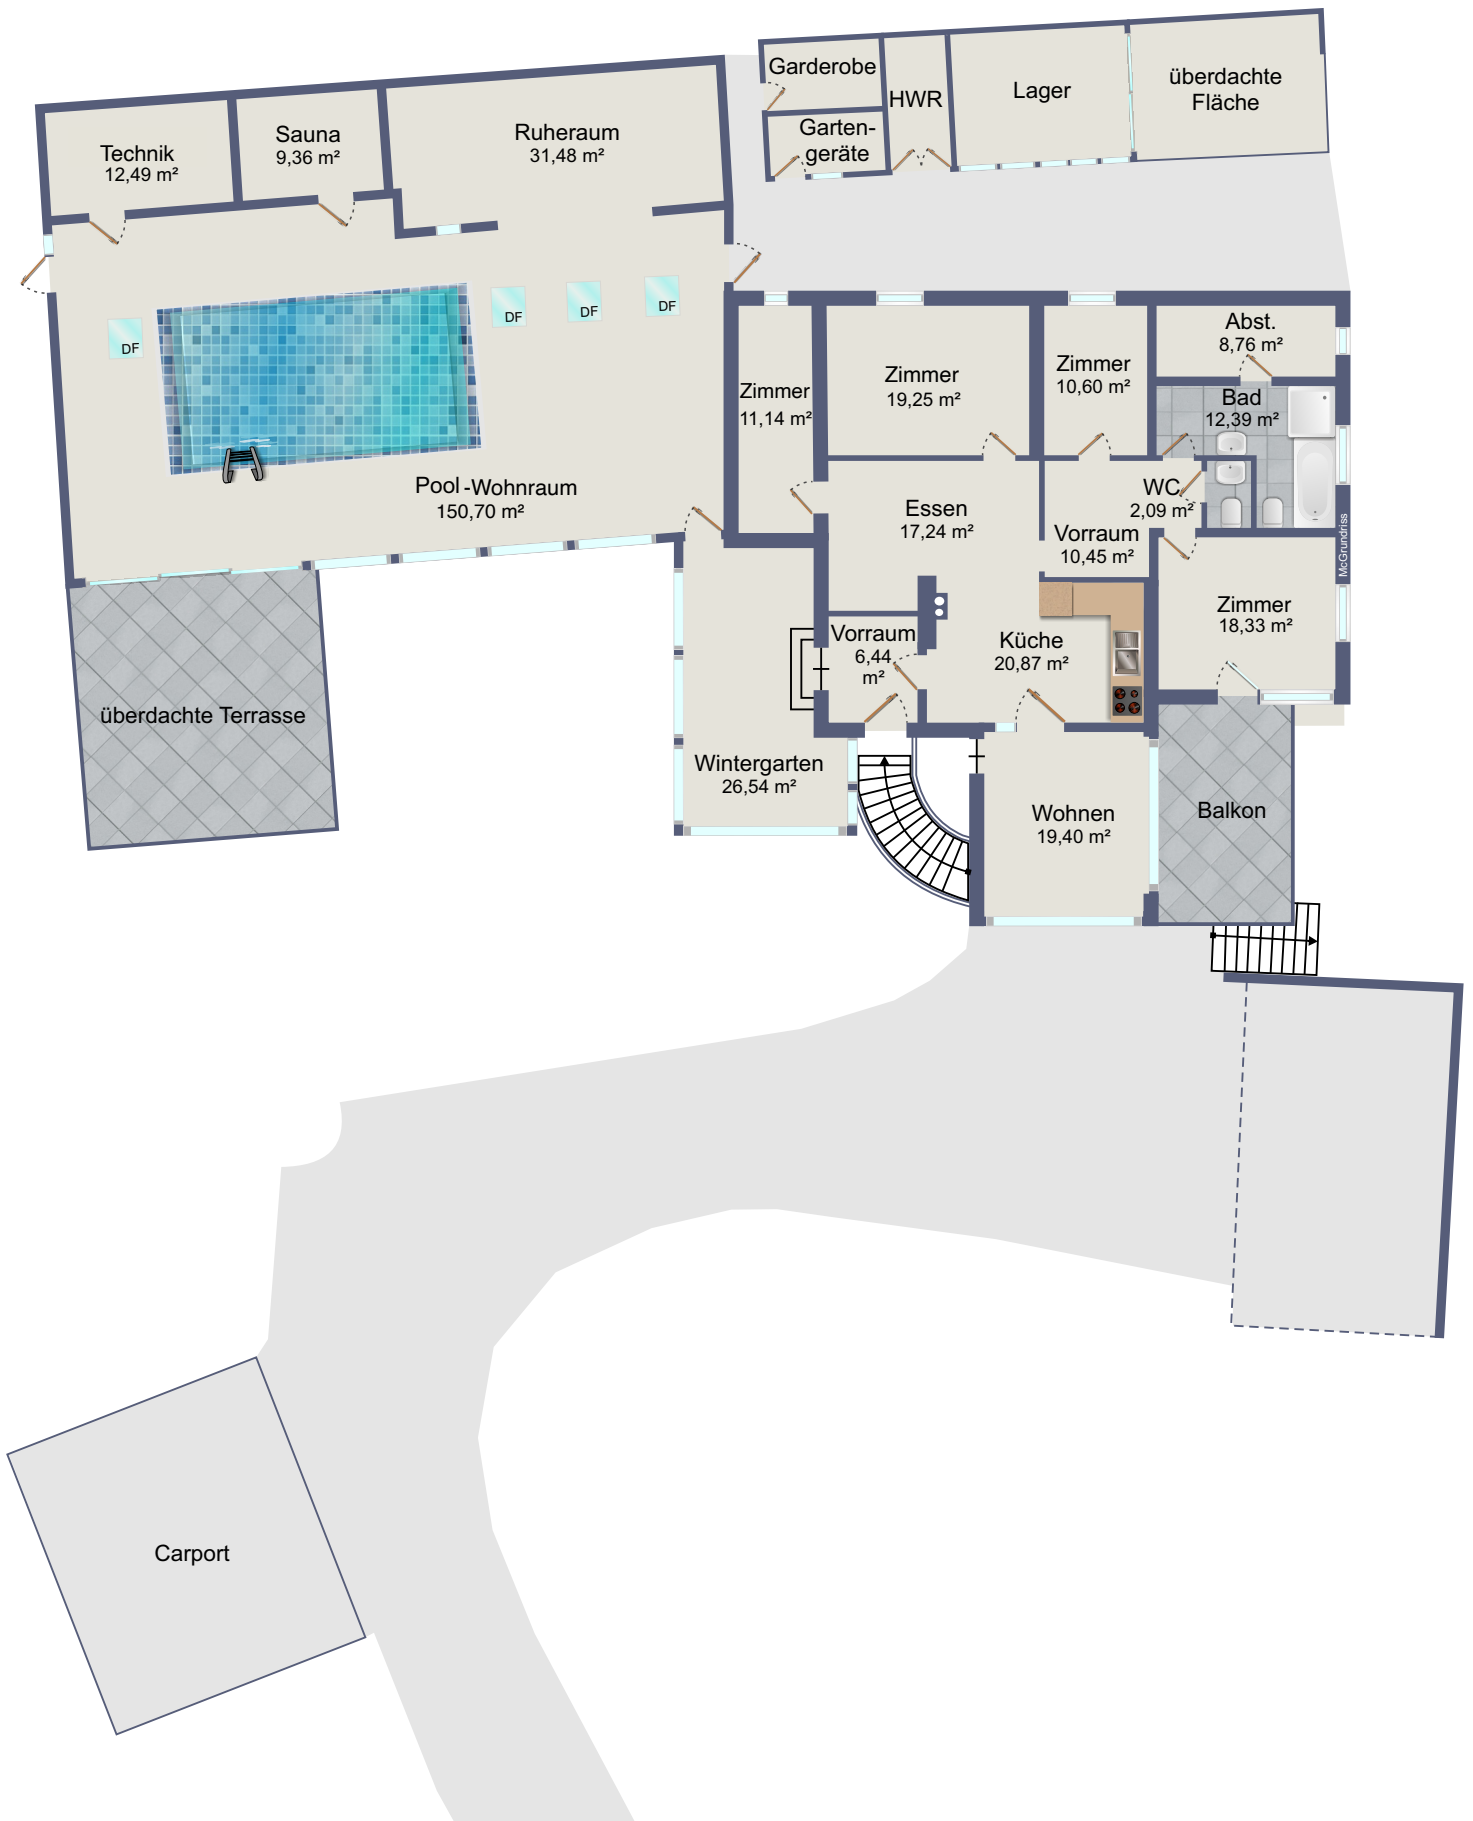 Garderobe
HWR
Lager
überdachte
Fläche
Garten-
geräte
Technik
12,49 m²
Sauna
9,36 m²
Ruheraum
31,48 m²
DF
DF
DF
DF
Pool -Wohnraum
150,70 m²
Zimmer
11,14 m²
Zimmer
19,25 m²
Zimmer
10,60 m²
Abst.
8,76 m²
Bad
12,39 m²
WC
2,09 m²
Essen
17,24 m²
Vorraum
10,45 m²
McGrundriss
Zimmer
18,33 m²
Vorraum
6,44
m²
Küche
20,87 m²
überdachte Terrasse
Wintergarten
26,54 m²
Wohnen
19,40 m²
Balkon
Carport